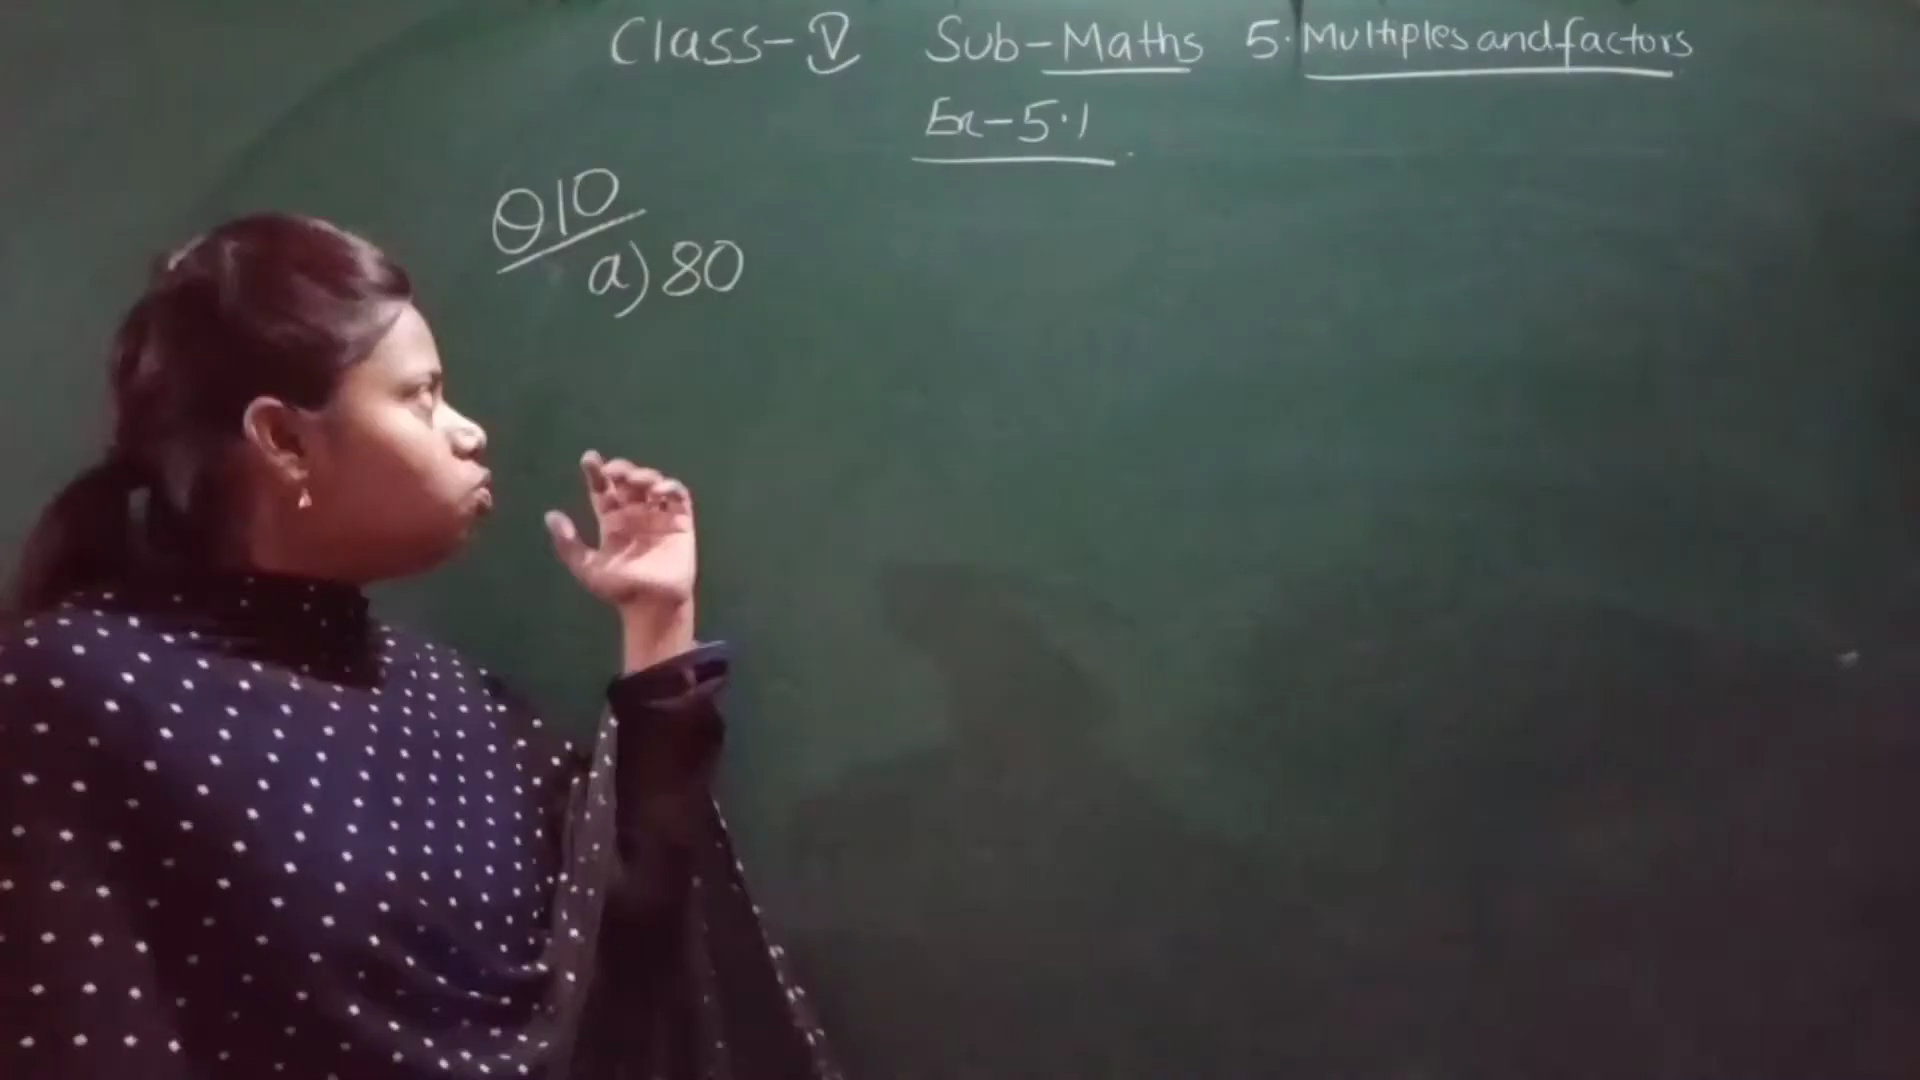 Class-V Sub-Maths 5. Multiples and factors
Ex-5.1
Q10
a) 80